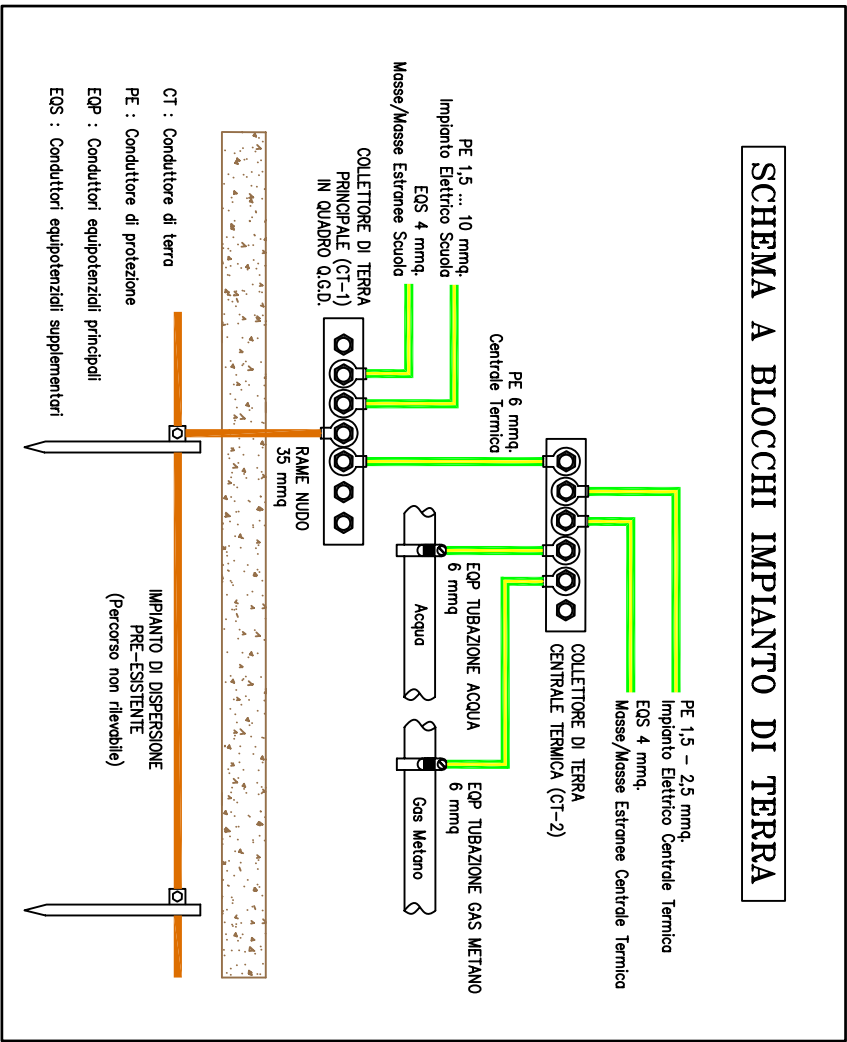 SCHEMA A BLOCCHI IMPIANTO DI TERRA
PE 1,5 - 2,5 mmq.
Impianto Elettrico Centrale Termica
EQS 4 mmq.
Masse/Masse Estranee Centrale Termica
COLLETTORE DI TERRA
CENTRALE TERMICA (CT-2)
PE 6 mmq.
Centrale Termica
PE 1,5 ... 10 mmq.
Impianto Elettrico Scuola
EQS 4 mmq.
Masse/Masse Estranee Scuola
EQP TUBAZIONE ACQUA
6 mmq
EQP TUBAZIONE GAS METANO
6 mmq
Acqua
Gas Metano
COLLETTORE DI TERRA
PRINCIPALE (CT-1)
IN QUADRO Q.G.D.
RAME NUDO
35 mmq
IMPIANTO DI DISPERSIONE
PRE-ESISTENTE
(Percorso non rilevabile)
CT : Conduttore di terra
PE : Conduttore di protezione
EQP : Conduttori equipotenziali principali
EQS : Conduttori equipotenziali supplementari